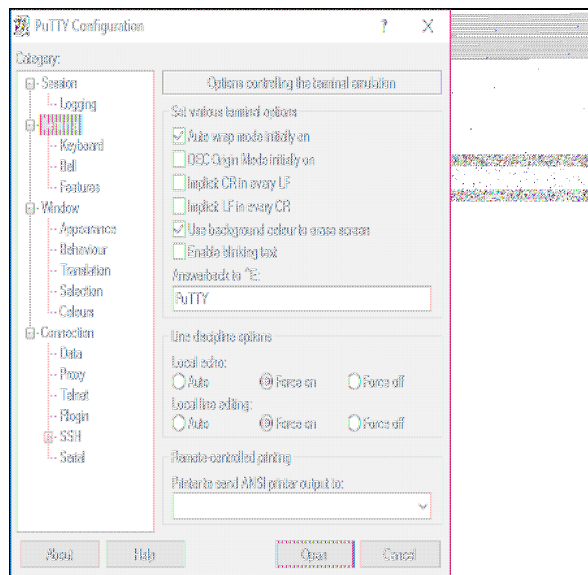 PuTTY Configuration
?
X
Category:
Session
Logging
Keyboard
Bell
Features
Window
Appearance
Behaviour
Translation
Selection
Colours
Connection
Data
Proxy
Telnet
Rlogin
SSH
Serial
Options controlling the terminal emulation
Set various terminal options
Auto wrap mode initially on
DEC Origin Mode initially on
Implicit CR in every LF
Implicit LF in every CR
Use background colour to erase screen
Enable blinking text
Answerback to ^E:
PuTTY
Line discipline options
Local echo:
Auto Force on Force off
Local line editing:
Auto Force on Force off
Remote-controlled printing
Printer to send ANSI printer output to:
About Help Open Cancel